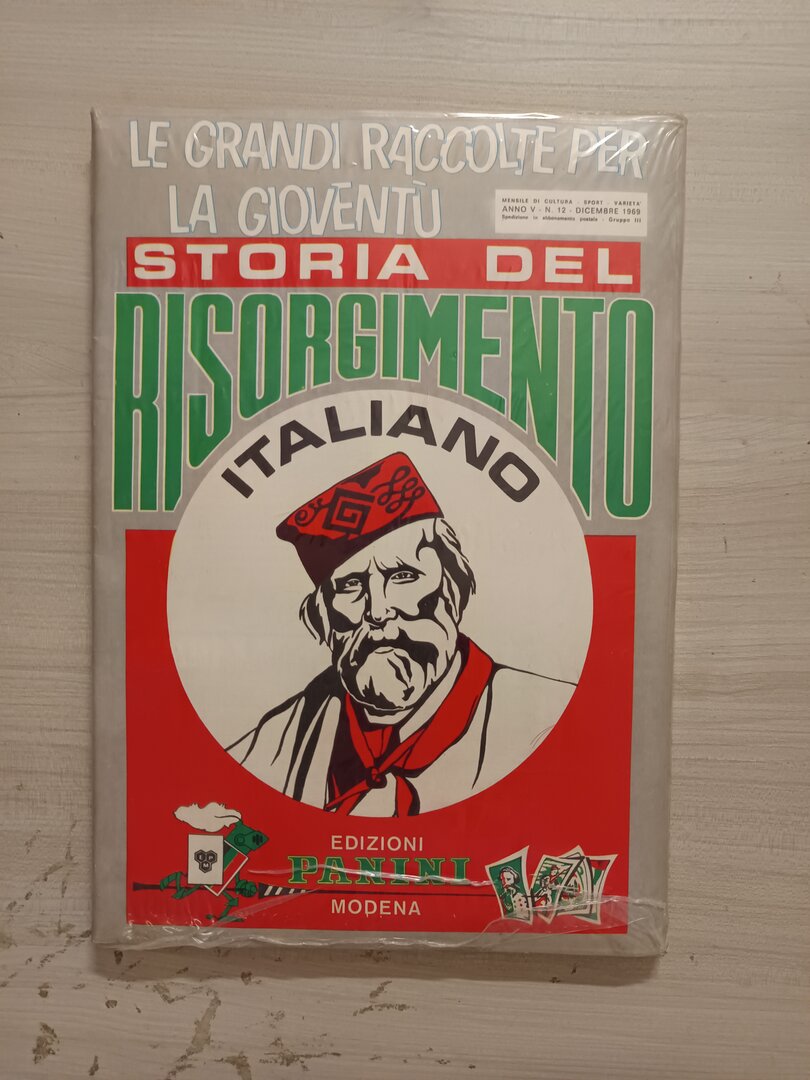 LE GRANDI RACCOLTE PER
LA GIOVENTÙ
MENSILE DI CULTURA - SPORT - VARIETA'
ANNO V - N. 12 - DICEMBRE 1969
Spedizione in abbonamento postale - Gruppo III
STORIA DEL
RISORGIMENTO
ITALIANO
G
EDIZIONI
PANINI
MODENA
E P
M